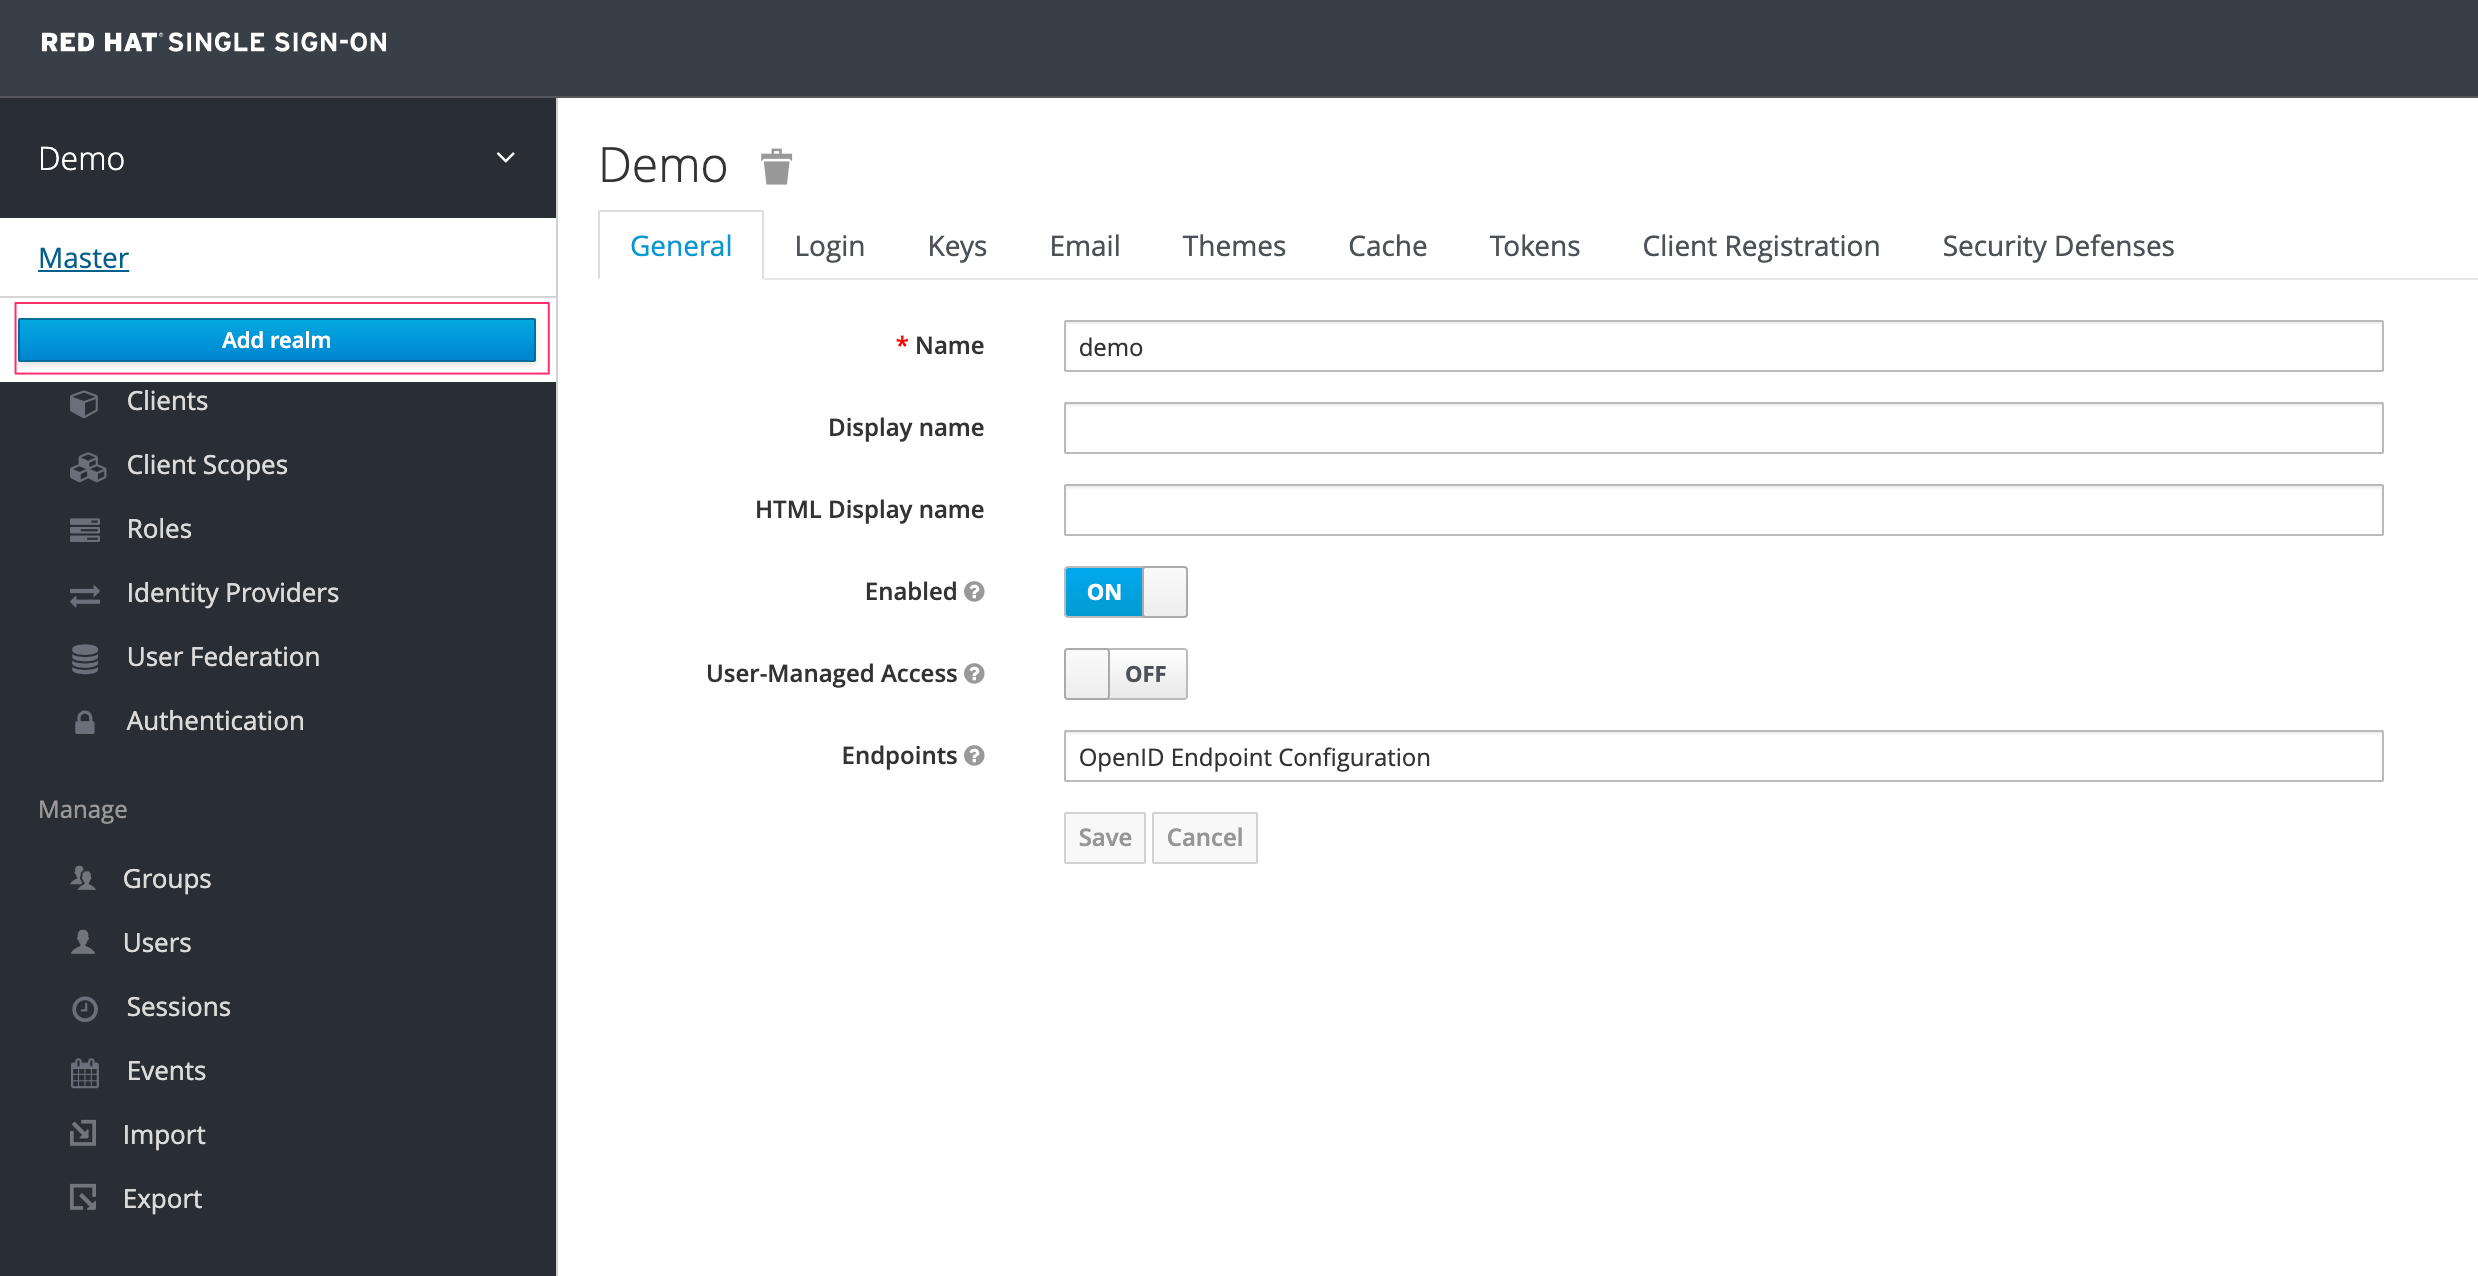 RED HAT® SINGLE SIGN-ON
Demo
Master
Add realm
Clients
Client Scopes
Roles
Identity Providers
User Federation
Authentication
Manage
Groups
Users
Sessions
Events
Import
Export
Demo
General Login Keys Email Themes Cache Tokens Client Registration Security Defenses
* Name demo
Display name
HTML Display name
Enabled ? ON
User-Managed Access ? OFF
Endpoints ? OpenID Endpoint Configuration
Save Cancel